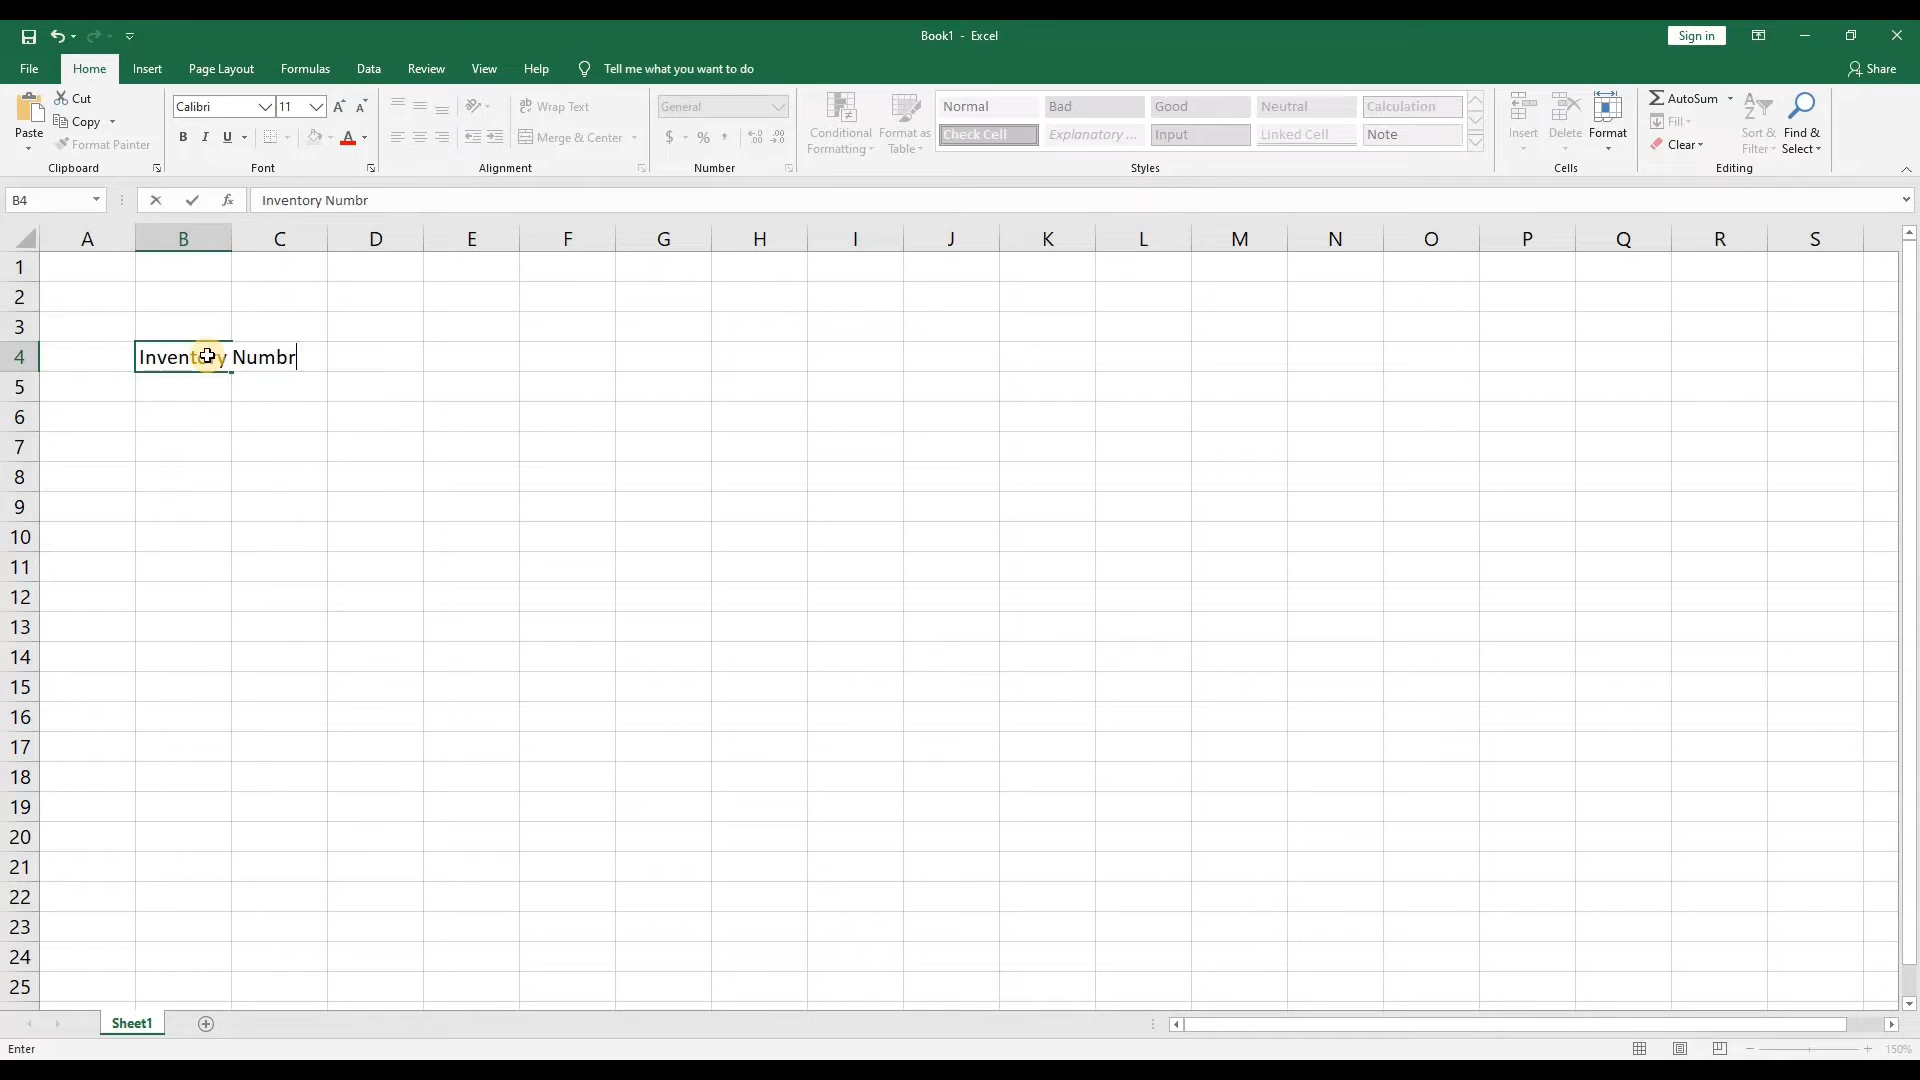 Book1 - Excel
Sign in
File Home Insert Page Layout Formulas Data Review View Help Tell me what you want to do Share
Paste
Cut
Copy
Format Painter
Clipboard
Calibri 11 A A
B I U A
Font
ab Wrap Text
Merge & Center
Alignment
General
$ % ,
Number
Conditional Formatting
Format as Table
Normal Bad Good Neutral Calculation
Check Cell Explanatory ... Input Linked Cell Note
Styles
Insert Delete Format
Cells
AutoSum
Fill
Clear
Sort & Filter
Find & Select
Editing
B4 fx Inventory Numbr
A B C D E F G H I J K L M N O P Q R S
1
2
3
4 Inventory Numbr
5
6
7
8
9
10
11
12
13
14
15
16
17
18
19
20
21
22
23
24
25
Sheet1
Enter 150%